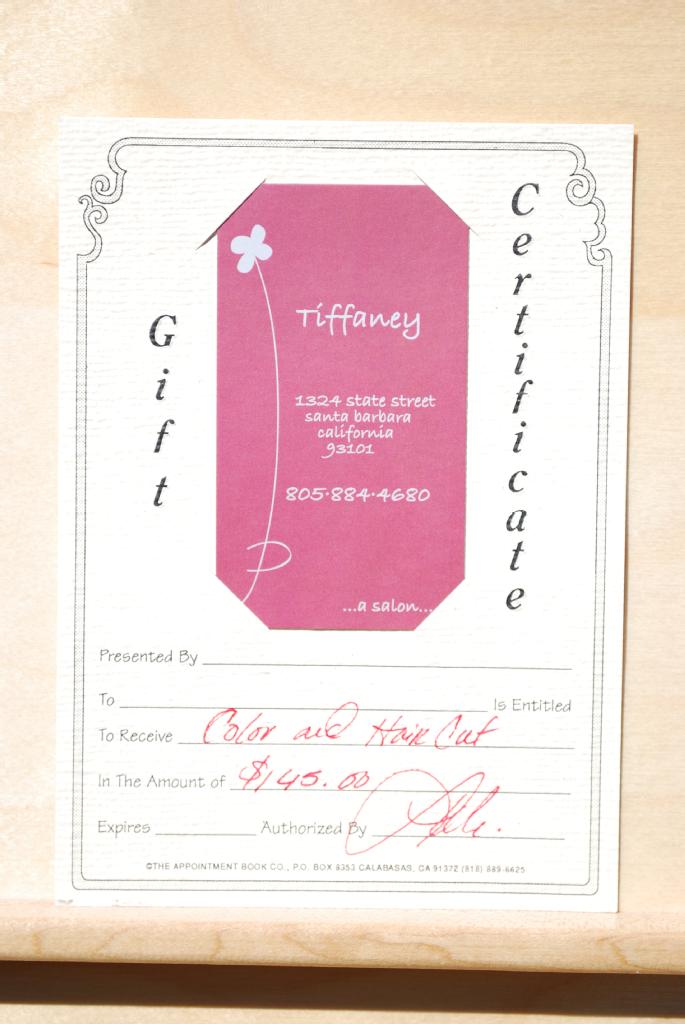 Gift
Certificate
Tiffaney
1324 state street
santa barbara
california
93101
805·884·4680
...a salon...
Presented By
To Is Entitled
To Receive Color and Hair Cut
In The Amount of $145.00
Expires Authorized By
©THE APPOINTMENT BOOK CO., P.O. BOX 8353 CALABASAS, CA 91372 (818) 889-6625